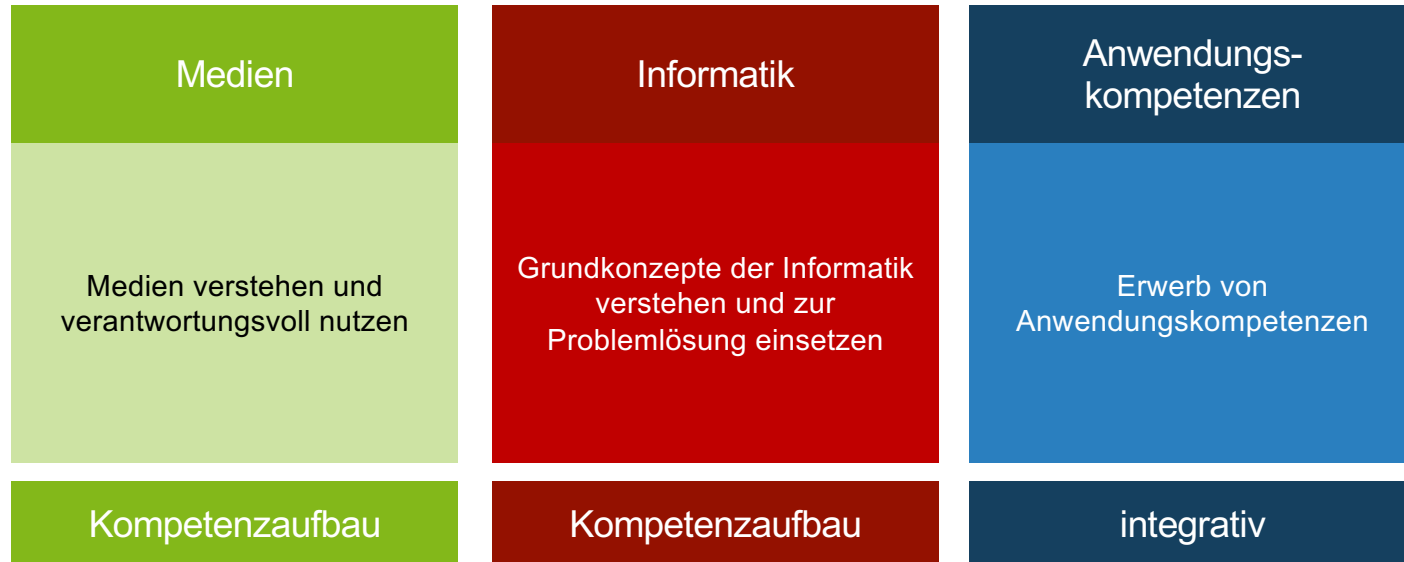 Medien
Informatik
Anwendungs-
kompetenzen
Medien verstehen und
verantwortungsvoll nutzen
Grundkonzepte der Informatik
verstehen und zur
Problemlösung einsetzen
Erwerb von
Anwendungskompetenzen
Kompetenzaufbau
Kompetenzaufbau
integrativ